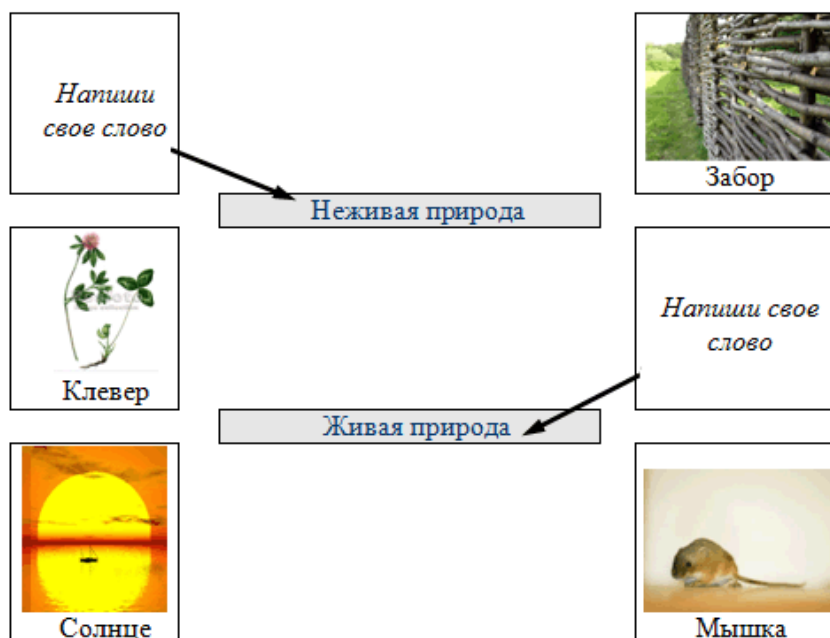 Напиши
свое слово
Забор
Неживая природа
Клевер
Напиши свое
слово
Живая природа
Солнце
Мышка